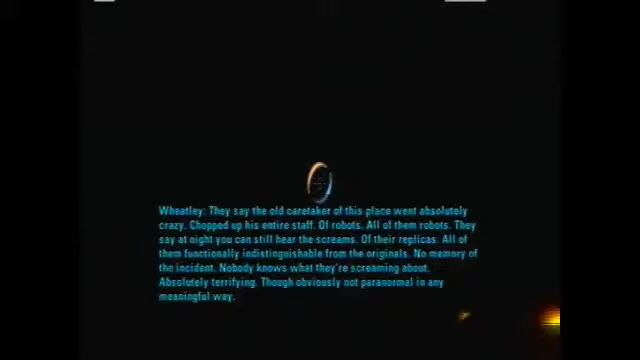 Wheatley: They say the old caretaker of this place went absolutely
crazy. Chopped up his entire staff. Of robots. All of them robots. They
say at night you can still hear the screams. Of their replicas. All of
them functionally indistinguishable from the originals. No memory of
the incident. Nobody knows what they're screaming about.
Absolutely terrifying. Though obviously not paranormal in any
meaningful way.